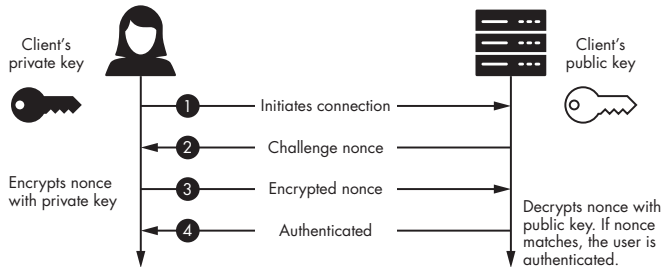 Client's
private key
Client's
public key
1 Initiates connection
2 Challenge nonce
Encrypts nonce
with private key
3 Encrypted nonce
4 Authenticated
Decrypts nonce with
public key. If nonce
matches, the user is
authenticated.